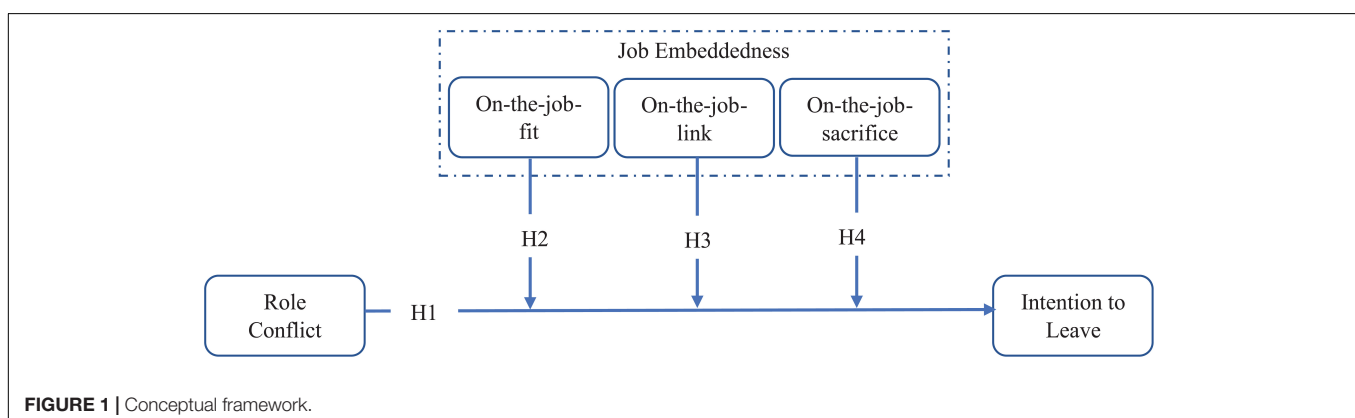 Job Embeddedness
On-the-job-
fit
On-the-job-
link
On-the-job-
sacrifice
H2
H3
H4
Role
Conflict
H1
Intention to
Leave
FIGURE 1 | Conceptual framework.